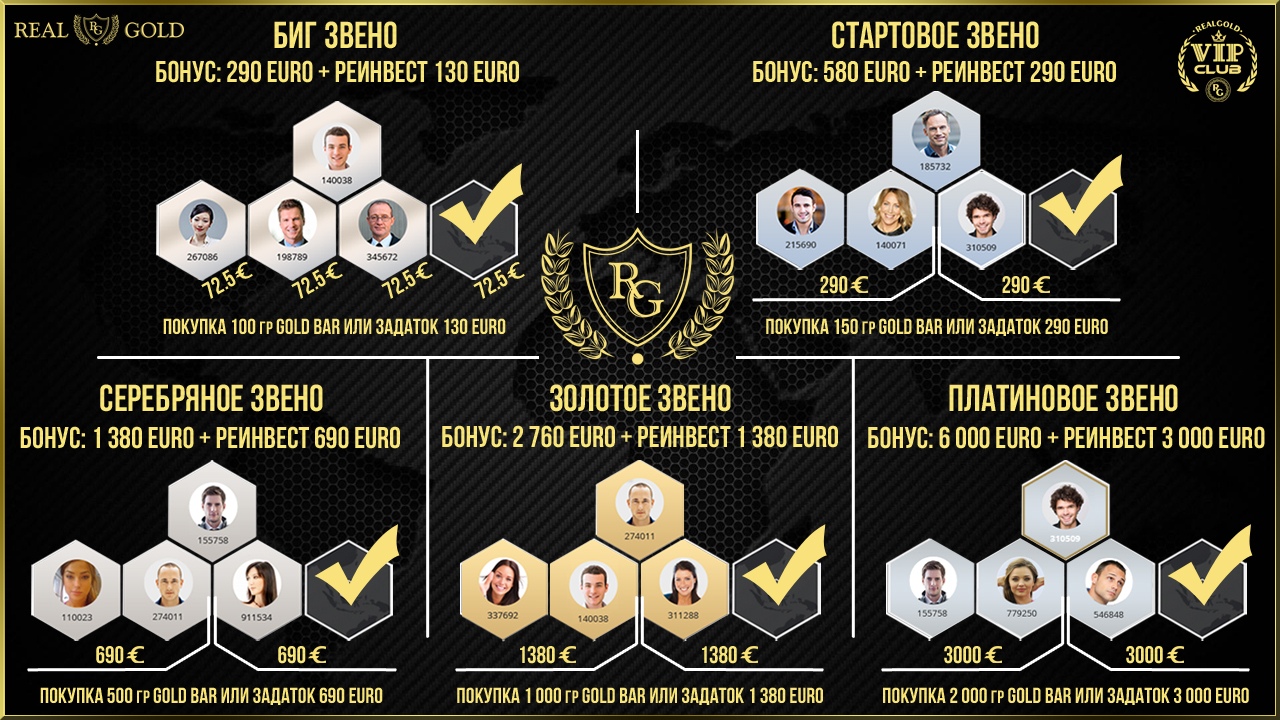 REAL RG GOLD
БИГ ЗВЕНО
БОНУС: 290 EURO + РЕИНВЕСТ 130 EURO
140038
267086
198789
345672
72.5€
72.5€
72.5€
72.5€
ПОКУПКА 100 ГР GOLD BAR ИЛИ ЗАДАТОК 130 EURO
СТАРТОВОЕ ЗВЕНО
БОНУС: 580 EURO + РЕИНВЕСТ 290 EURO
·REALGOLD·
VIP
CLUB
RG
185732
215690
140071
310509
290 €
290 €
ПОКУПКА 150 ГР GOLD BAR ИЛИ ЗАДАТОК 290 EURO
RG
СЕРЕБРЯНОЕ ЗВЕНО
БОНУС: 1 380 EURO + РЕИНВЕСТ 690 EURO
155758
110023
274011
911534
690 €
690 €
ПОКУПКА 500 ГР GOLD BAR ИЛИ ЗАДАТОК 690 EURO
ЗОЛОТОЕ ЗВЕНО
БОНУС: 2 760 EURO + РЕИНВЕСТ 1 380 EURO
274011
337692
140038
311288
1380 €
1380 €
ПОКУПКА 1 000 ГР GOLD BAR ИЛИ ЗАДАТОК 1 380 EURO
ПЛАТИНОВОЕ ЗВЕНО
БОНУС: 6 000 EURO + РЕИНВЕСТ 3 000 EURO
310509
155758
779250
546848
3000 €
3000 €
ПОКУПКА 2 000 ГР GOLD BAR ИЛИ ЗАДАТОК 3 000 EURO